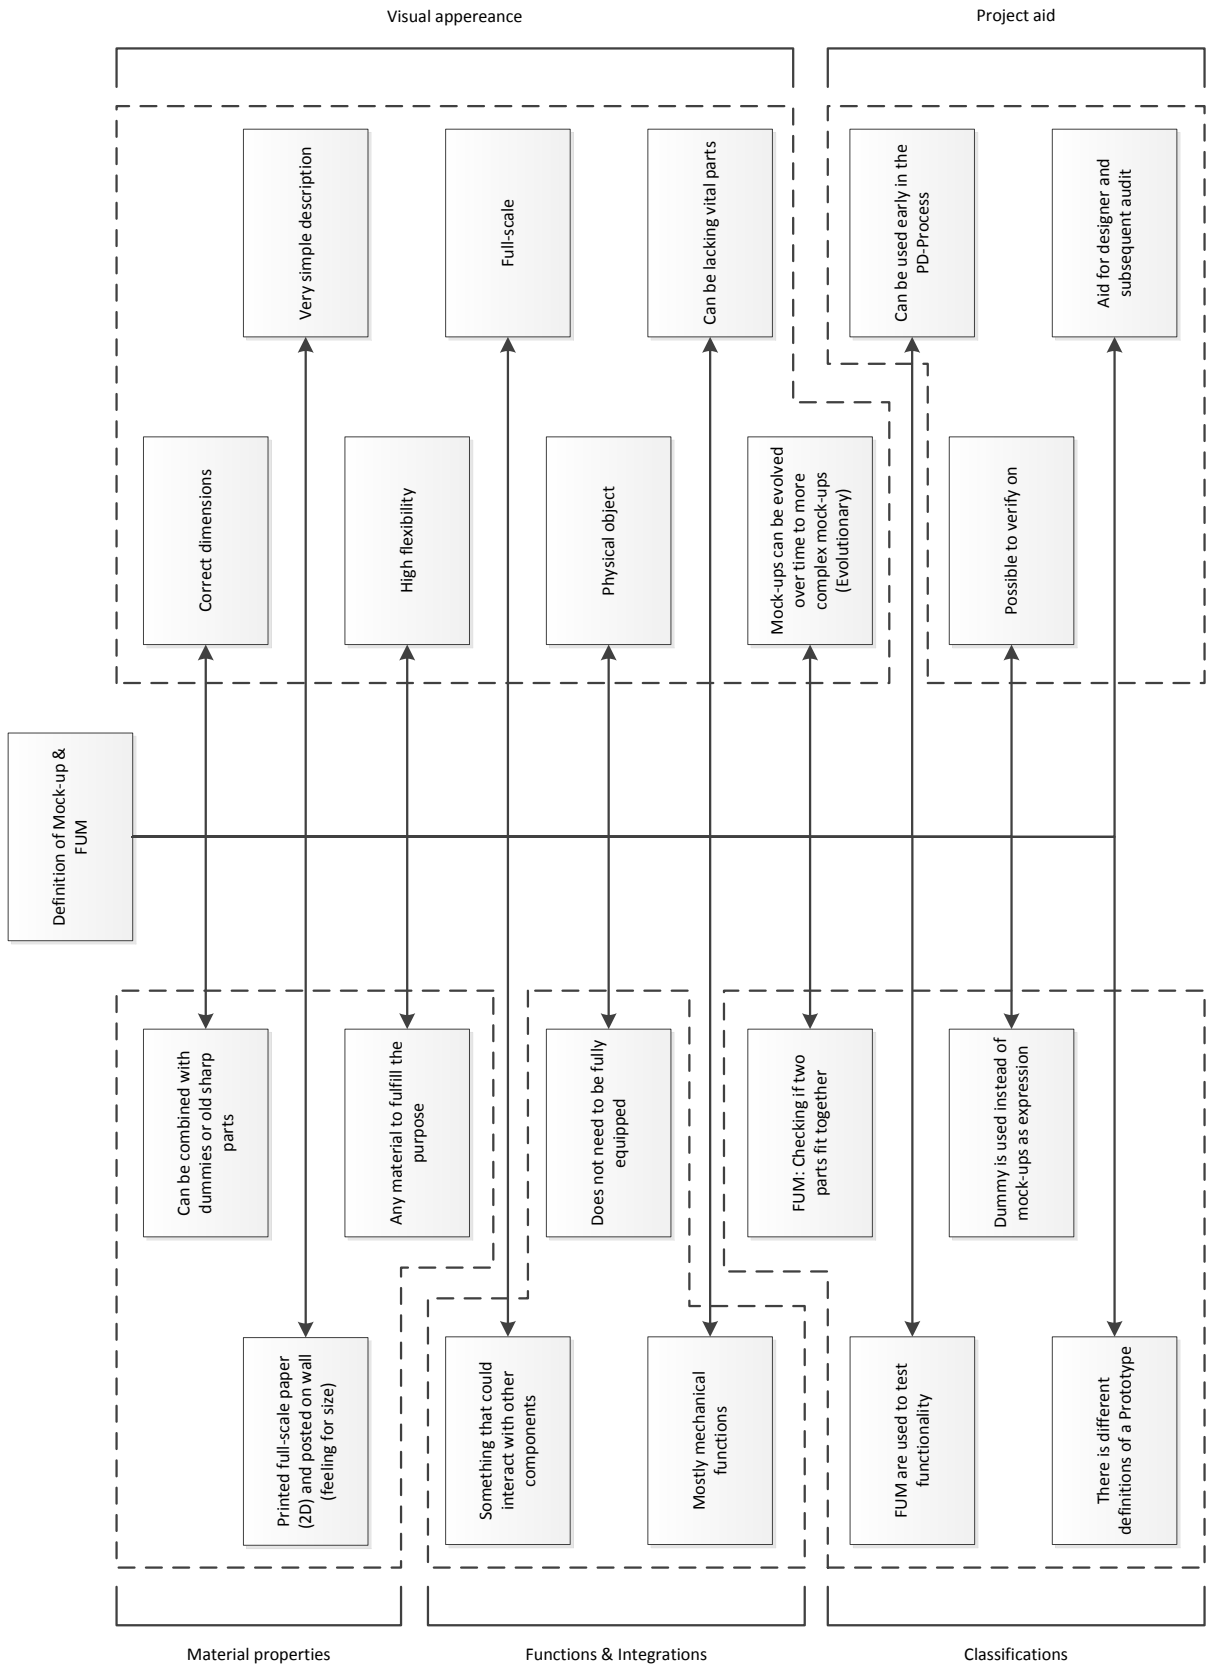 Visual appereance
Project aid
Very simple description
Full-scale
Can be lacking vital parts
Can be used early in the
PD-Process
Aid for designer and
subsequent audit
Correct dimensions
High flexibility
Physical object
Mock-ups can be evolved
over time to more
complex mock-ups
(Evolutionary)
Possible to verify on
Definition of Mock-up &
FUM
Can be combined with
dummies or old sharp
parts
Any material to fulfill the
purpose
Does not need to be fully
equipped
FUM: Checking if two
parts fit together
Dummy is used instead of
mock-ups as expression
Printed full-scale paper
(2D) and posted on wall
(feeling for size)
Something that could
interact with other
components
Mostly mechanical
functions
FUM are used to test
functionality
There is different
definitions of a Prototype
Material properties
Functions & Integrations
Classifications